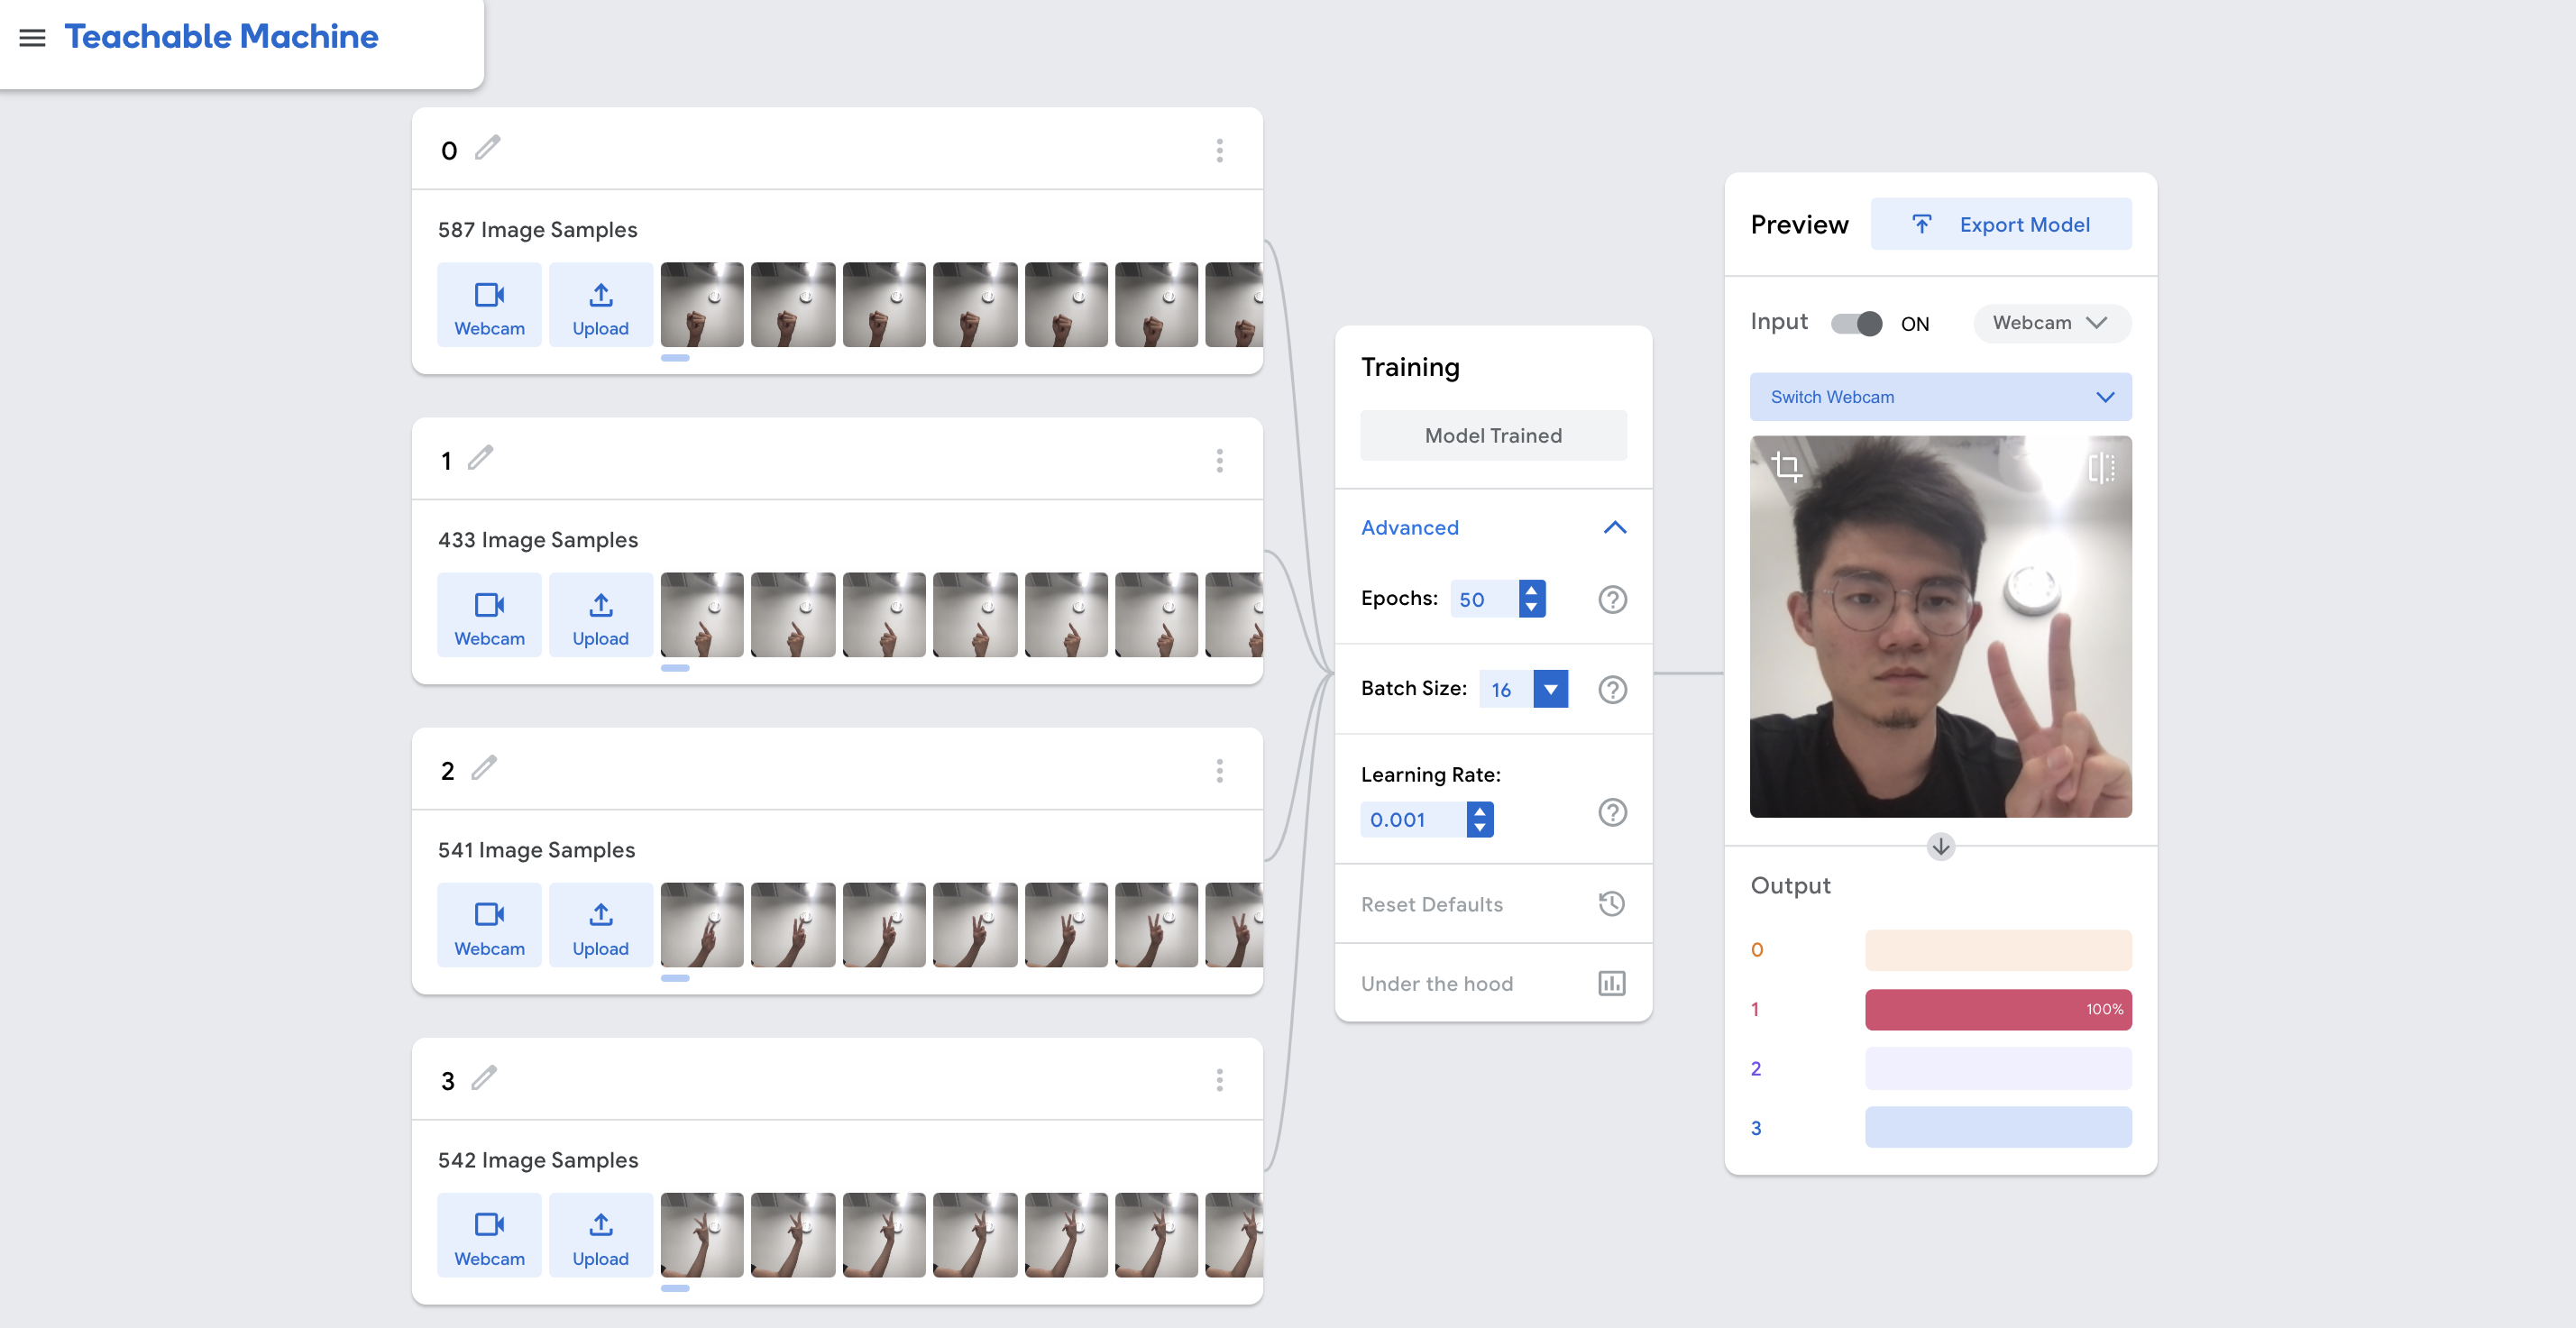 Teachable Machine
0
587 Image Samples
Webcam
Upload
1
433 Image Samples
Webcam
Upload
2
541 Image Samples
Webcam
Upload
3
542 Image Samples
Webcam
Upload
Training
Model Trained
Advanced
Epochs: 50
Batch Size: 16
Learning Rate:
0.001
Reset Defaults
Under the hood
Preview
Export Model
Input ON Webcam
Switch Webcam
Output
0
1 100%
2
3